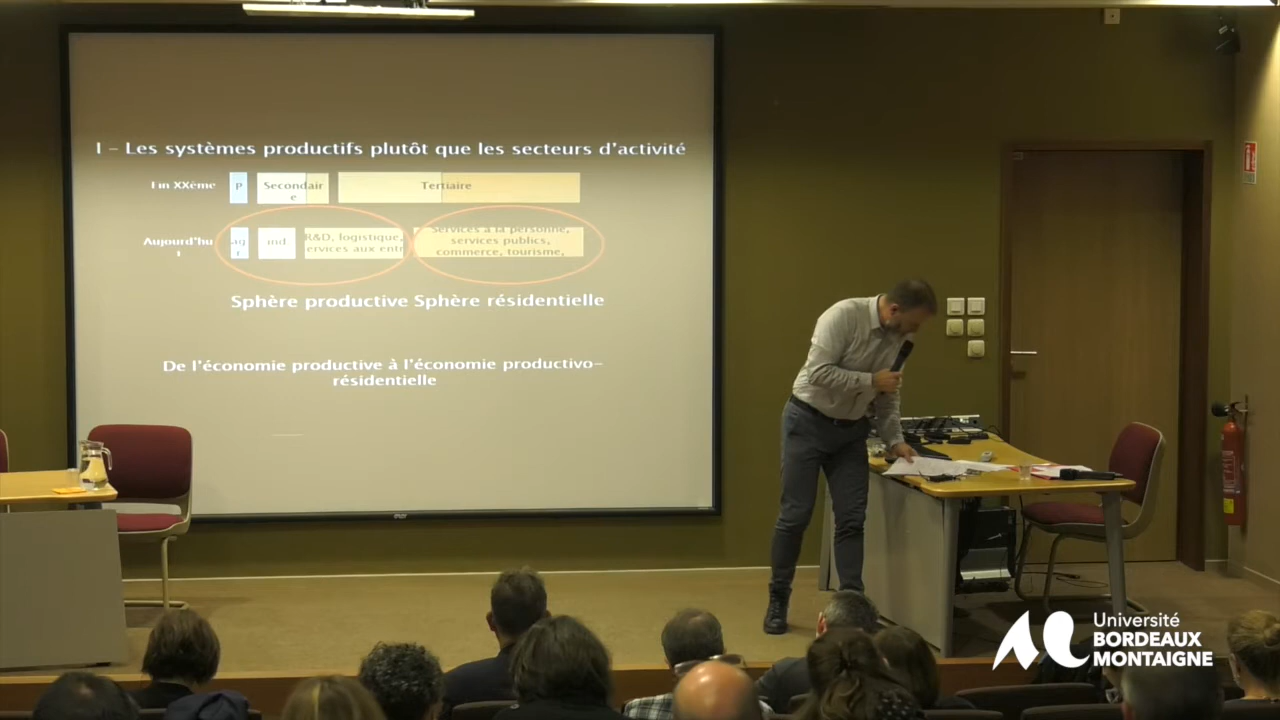 I – Les systèmes productifs plutôt que les secteurs d'activité
Fin XXème
P
Secondair
e
Tertiaire
Aujourd'hu
i
ag
r
ind
R&D, logistique,
services aux entr
Services à la personne,
services publics,
commerce, tourisme,
Sphère productive Sphère résidentielle
De l'économie productive à l'économie productivo-
résidentielle
Université
BORDEAUX
MONTAIGNE